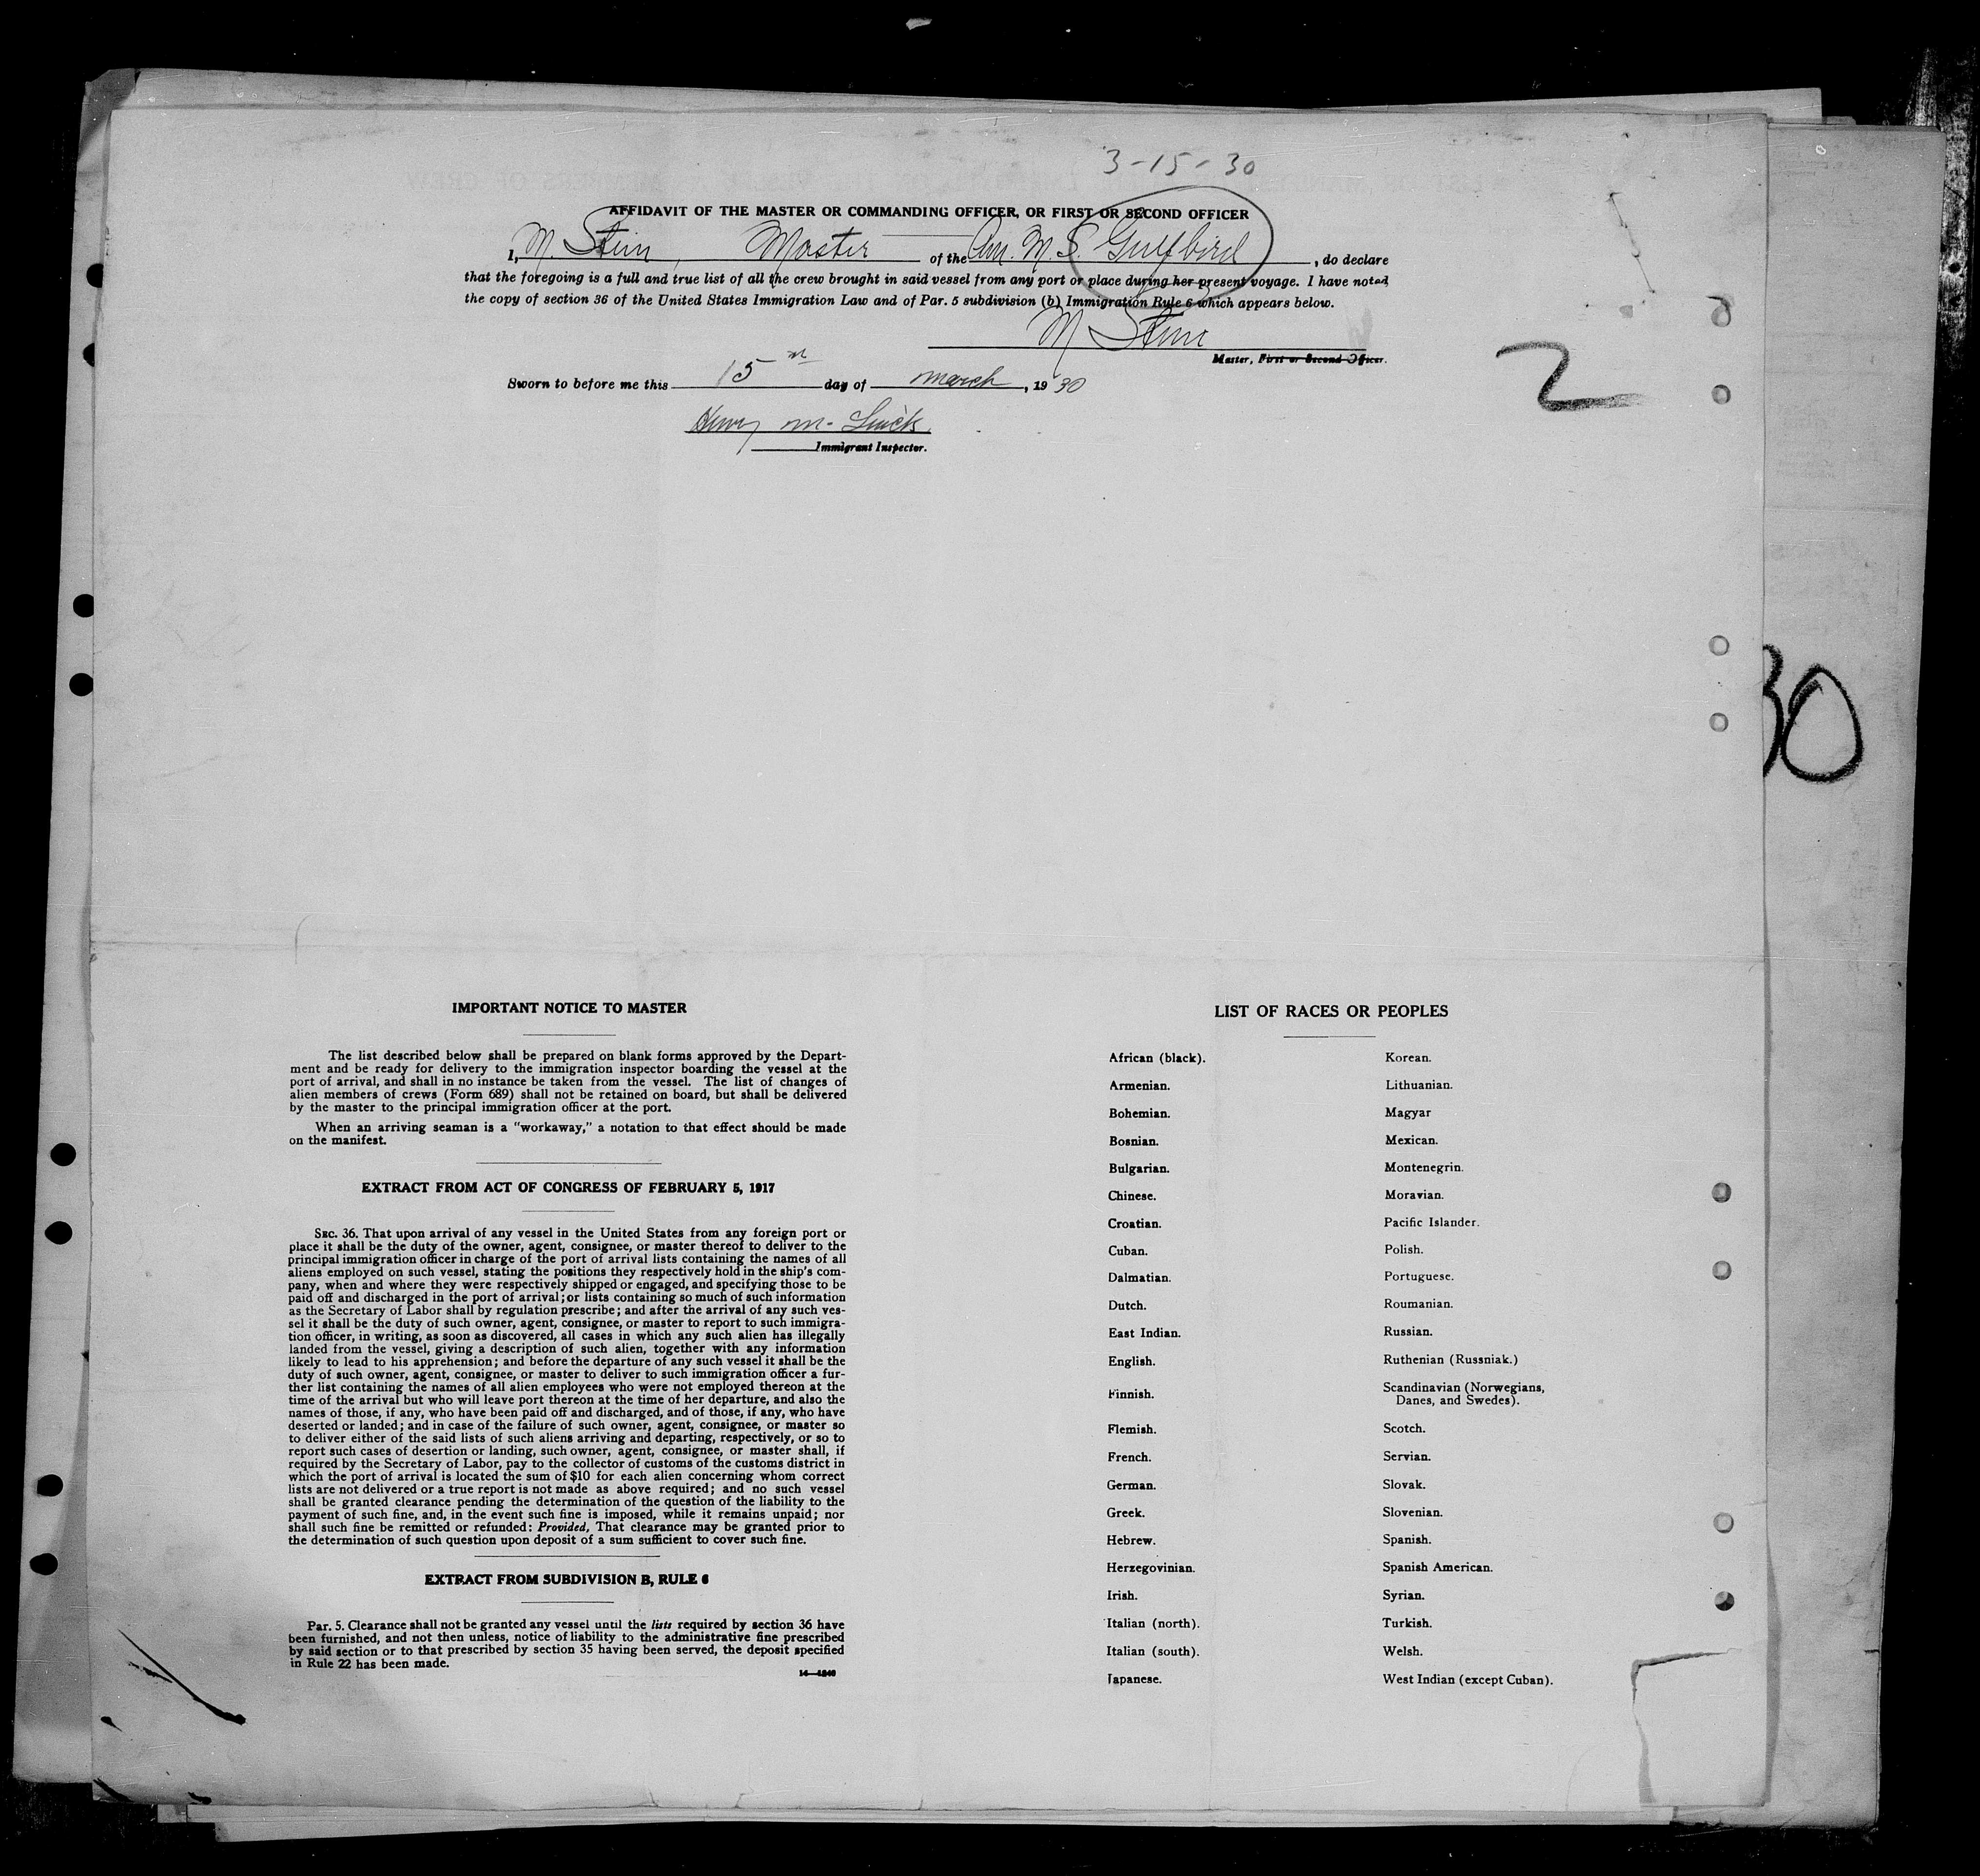 3-15-30
AFFIDAVIT OF THE MASTER OR COMMANDING OFFICER, OR FIRST OR SECOND OFFICER
I, M. Stein, Master of the Am. M. S. Gulfbird, do declare
that the foregoing is a full and true list of all the crew brought in said vessel from any port or place during her present voyage. I have noted
the copy of section 36 of the United States Immigration Law and of Par. 5 subdivision (b) Immigration Rule 6 which appears below.
M Stein
Master, First or Second Officer.
2
Sworn to before me this 15 day of march, 1930
Henry M.
Immigrant Inspector.
30
IMPORTANT NOTICE TO MASTER
The list described below shall be prepared on blank forms approved by the Depart-
ment and be ready for delivery to the immigration inspector boarding the vessel at the
port of arrival, and shall in no instance be taken from the vessel. The list of changes of
alien members of crews (Form 689) shall not be retained on board, but shall be delivered
by the master to the principal immigration officer at the port.
When an arriving seaman is a "workaway," a notation to that effect should be made
on the manifest.
EXTRACT FROM ACT OF CONGRESS OF FEBRUARY 5, 1917
SEC. 36. That upon arrival of any vessel in the United States from any foreign port or
place it shall be the duty of the owner, agent, consignee, or master thereof to deliver to the
principal immigration officer in charge of the port of arrival lists containing the names of all
aliens employed on such vessel, stating the positions they respectively hold in the ship's com-
pany, when and where they were respectively shipped or engaged, and specifying those to be
paid off and discharged in the port of arrival; or lists containing so much of such information
as the Secretary of Labor shall by regulation prescribe; and after the arrival of any such ves-
sel it shall be the duty of such owner, agent, consignee, or master to report to such immigra-
tion officer, in writing, as soon as discovered, all cases in which any such alien has illegally
landed from the vessel, giving a description of such alien, together with any information
likely to lead to his apprehension; and before the departure of any such vessel it shall be the
duty of such owner, agent, consignee, or master to deliver to such immigration officer a fur-
ther list containing the names of all alien employees who were not employed thereon at the
time of the arrival but who will leave port thereon at the time of her departure, and also the
names of those, if any, who have been paid off and discharged, and of those, if any, who have
deserted or landed; and in case of the failure of such owner, agent, consignee, or master so
to deliver either of the said lists of such aliens arriving and departing, respectively, or so to
report such cases of desertion or landing, such owner, agent, consignee, or master shall, if
required by the Secretary of Labor, pay to the collector of customs of the customs district in
which the port of arrival is located the sum of $10 for each alien concerning whom correct
lists are not delivered or a true report is not made as above required; and no such vessel
shall be granted clearance pending the determination of the question of the liability to the
payment of such fine, and, in the event such fine is imposed, while it remains unpaid; nor
shall such fine be remitted or refunded: Provided, That clearance may be granted prior to
the determination of such question upon deposit of a sum sufficient to cover such fine.
EXTRACT FROM SUBDIVISION B, RULE 6
Par. 5. Clearance shall not be granted any vessel until the lists required by section 36 have
been furnished, and not then unless, notice of liability to the administrative fine prescribed
by said section or to that prescribed by section 35 having been served, the deposit specified
in Rule 22 has been made.
LIST OF RACES OR PEOPLES
African (black).
Armenian.
Bohemian.
Bosnian.
Bulgarian.
Chinese.
Croatian.
Cuban.
Dalmatian.
Dutch.
East Indian.
English.
Finnish.
Flemish.
French.
German.
Greek.
Hebrew.
Herzegovinian.
Irish.
Italian (north).
Italian (south).
Japanese.
Korean.
Lithuanian.
Magyar
Mexican.
Montenegrin.
Moravian.
Pacific Islander.
Polish.
Portuguese.
Roumanian.
Russian.
Ruthenian (Russniak.)
Scandinavian (Norwegians,
Danes, and Swedes).
Scotch.
Servian.
Slovak.
Slovenian.
Spanish.
Spanish American.
Syrian.
Turkish.
Welsh.
West Indian (except Cuban).